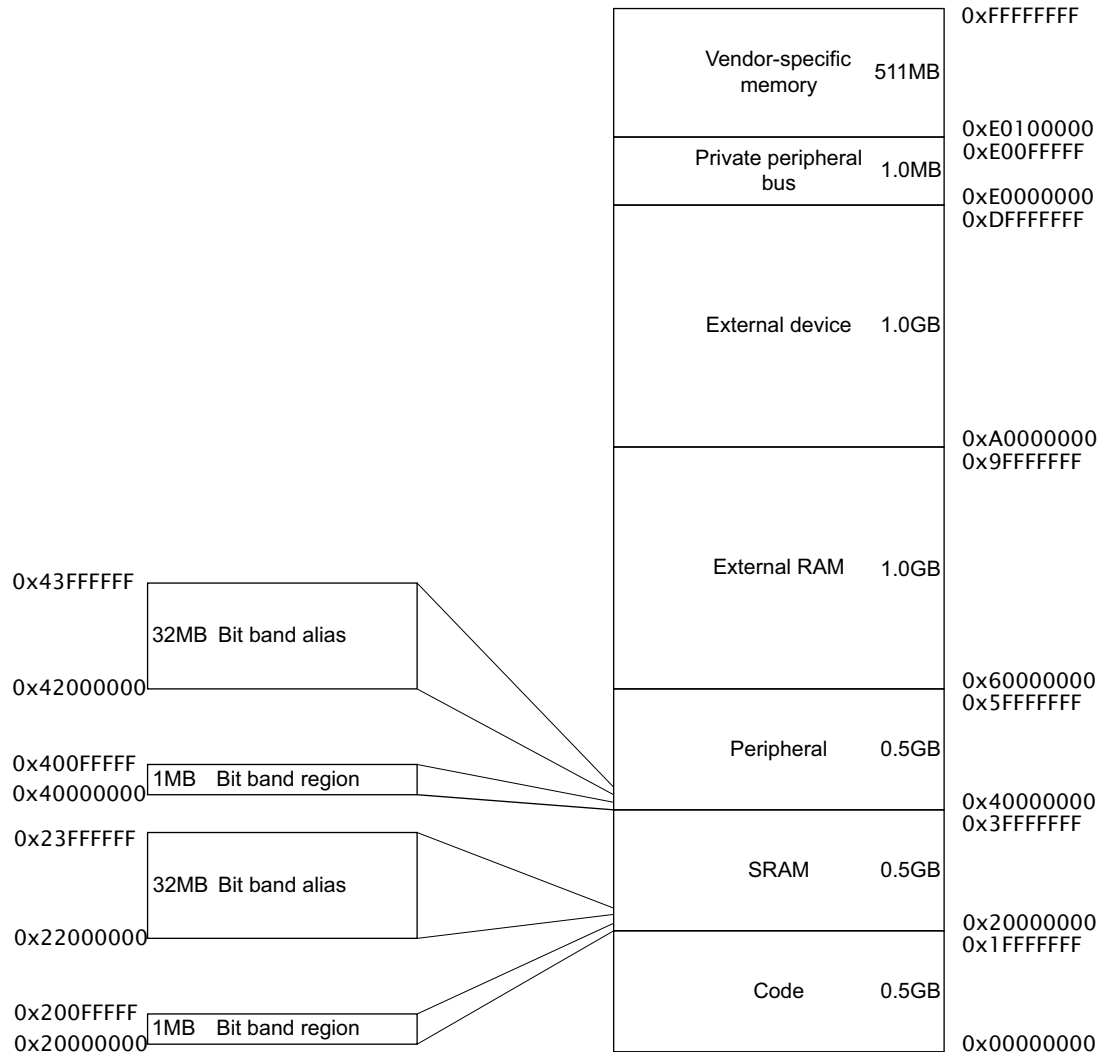 0xFFFFFFFF
Vendor-specific
memory
511MB
0xE0100000
0xE00FFFFF
Private peripheral
bus
1.0MB
0xE0000000
0xDFFFFFFF
External device
1.0GB
0xA0000000
0x9FFFFFFF
External RAM
1.0GB
0x60000000
0x5FFFFFFF
Peripheral
0.5GB
0x40000000
0x3FFFFFFF
SRAM
0.5GB
0x20000000
0x1FFFFFFF
Code
0.5GB
0x00000000
0x43FFFFFF
32MB Bit band alias
0x42000000
0x400FFFFF
1MB Bit band region
0x40000000
0x23FFFFFF
32MB Bit band alias
0x22000000
0x200FFFFF
1MB Bit band region
0x20000000